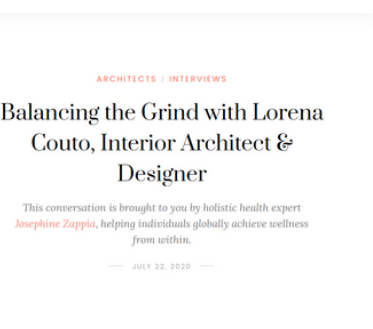 ARCHITECTS / INTERVIEWS
Balancing the Grind with Lorena
Couto, Interior Architect &
Designer
This conversation is brought to you by holistic health expert
Josephine Zappia, helping individuals globally achieve wellness
from within.
JULY 22, 2020